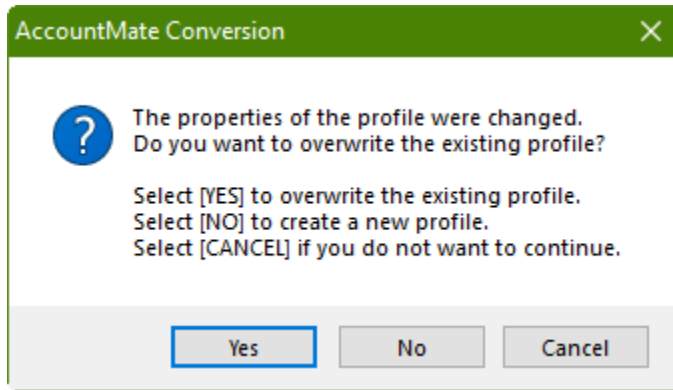 AccountMate Conversion
The properties of the profile were changed.
Do you want to overwrite the existing profile?
Select [YES] to overwrite the existing profile.
Select [NO] to create a new profile.
Select [CANCEL] if you do not want to continue.
Yes
No
Cancel